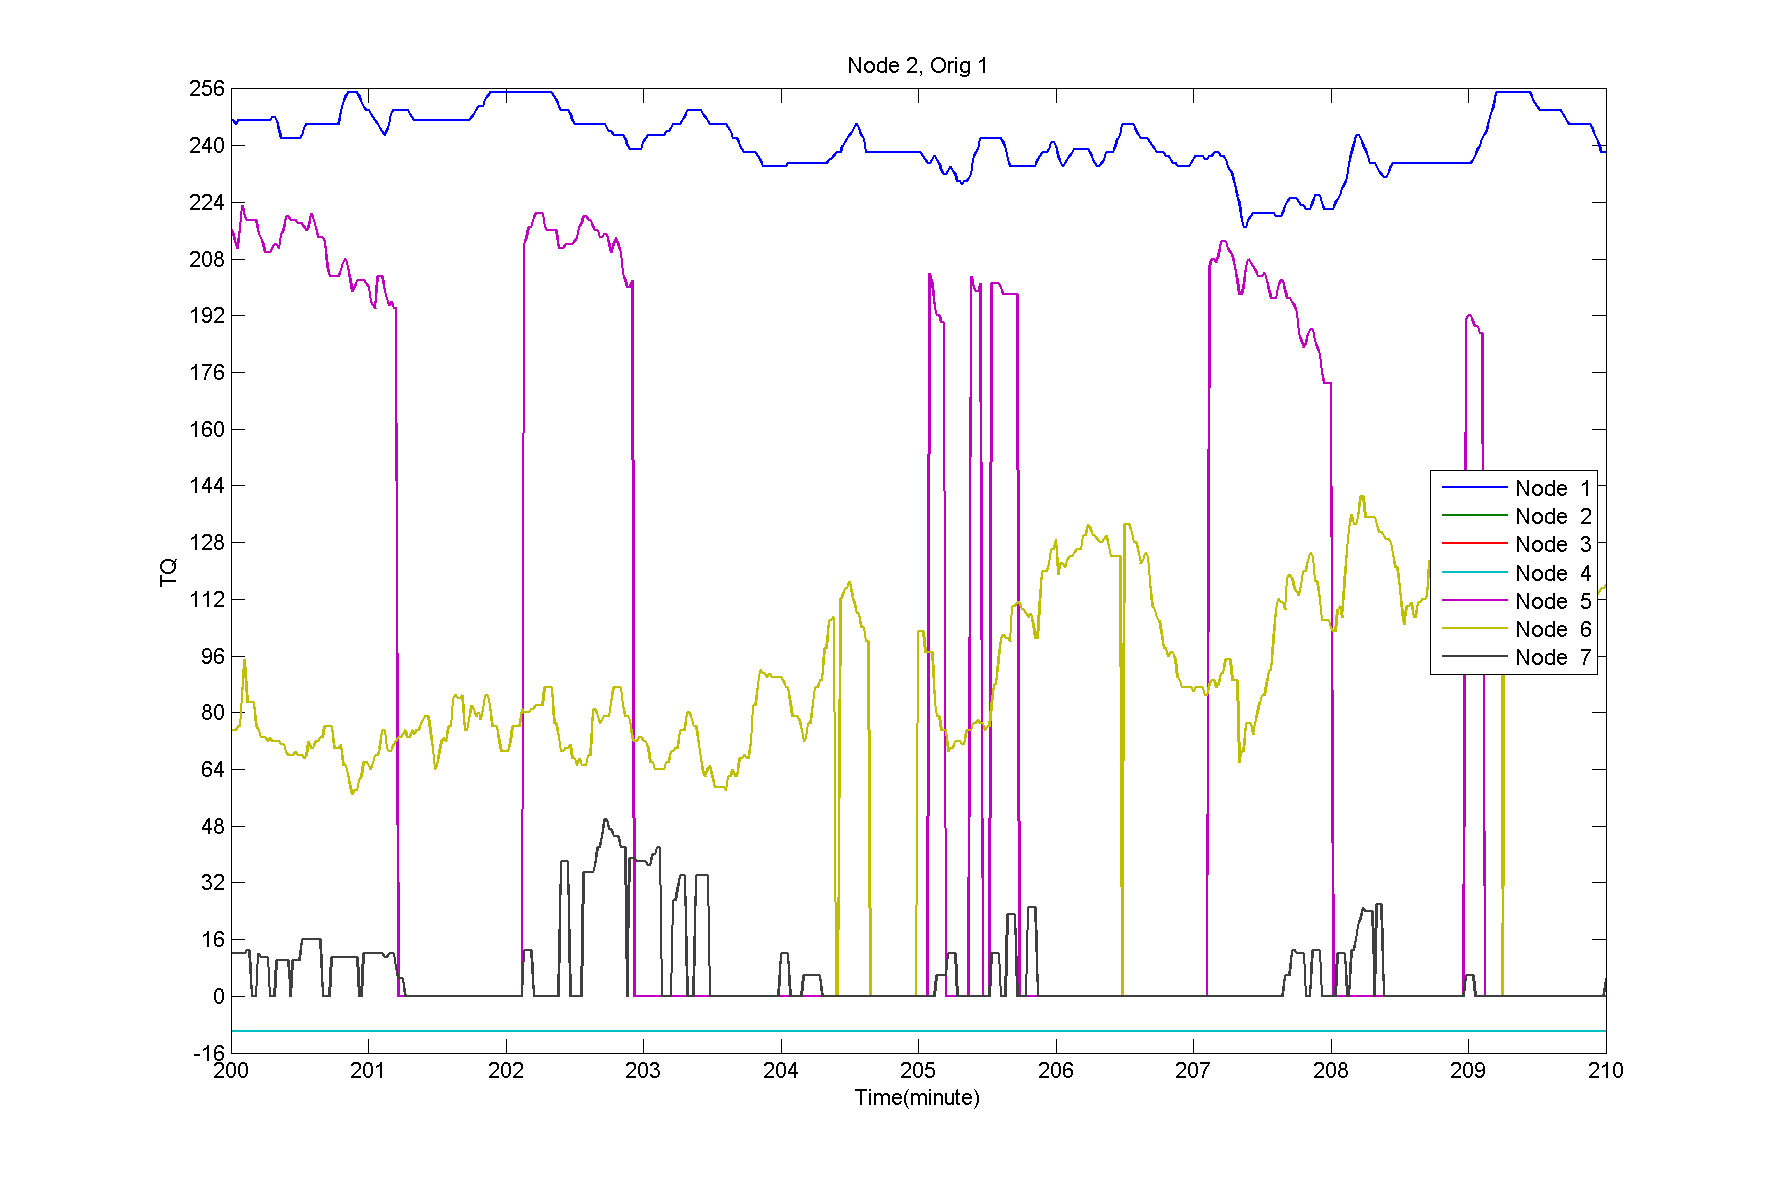 Node 2, Orig 1
256
240
224
208
192
176
160
144
128
112
96
80
64
48
32
16
0
-16
TQ
200 201 202 203 204 205 206 207 208 209 210
Time(minute)
Node 1
Node 2
Node 3
Node 4
Node 5
Node 6
Node 7